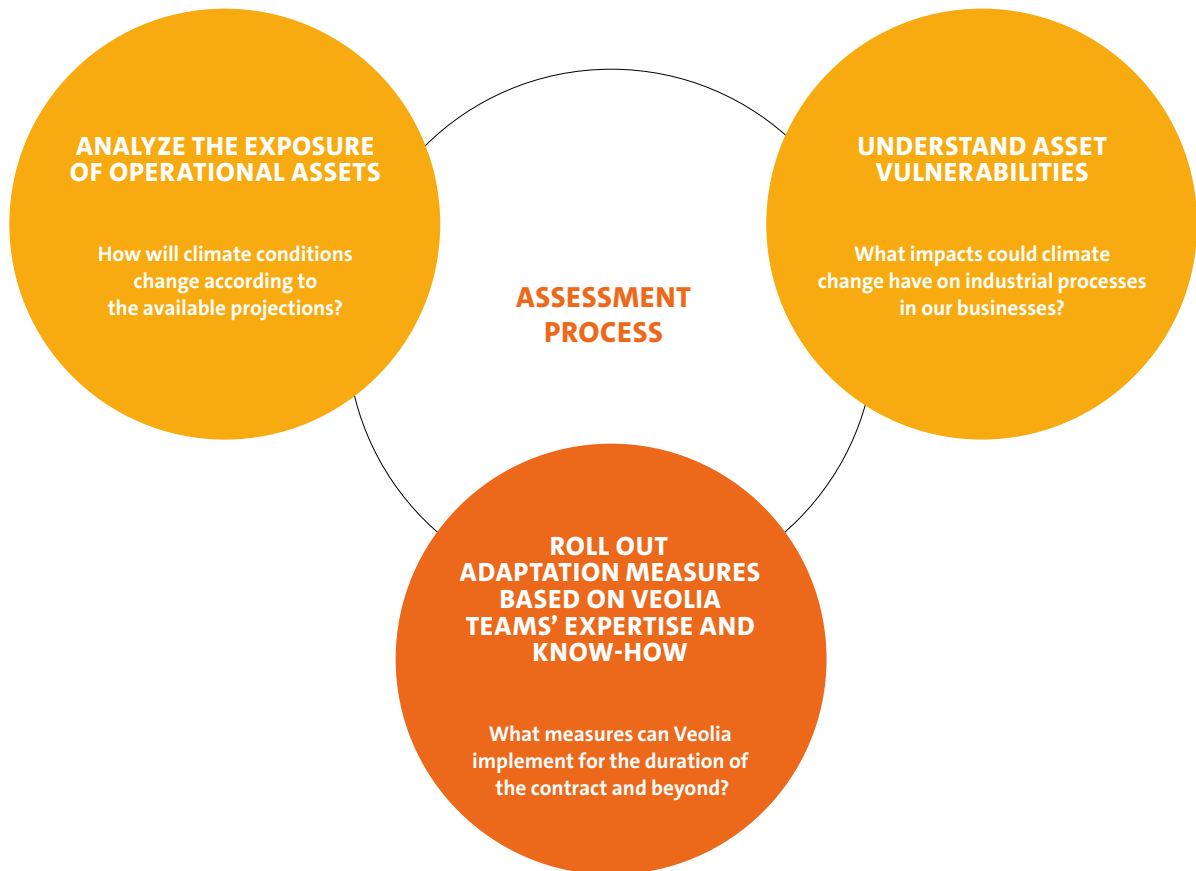 ANALYZE THE EXPOSURE
OF OPERATIONAL ASSETS
How will climate conditions
change according to
the available projections?
UNDERSTAND ASSET
VULNERABILITIES
What impacts could climate
change have on industrial processes
in our businesses?
ASSESSMENT
PROCESS
ROLL OUT
ADAPTATION MEASURES
BASED ON VEOLIA
TEAMS’ EXPERTISE AND
KNOW-HOW
What measures can Veolia
implement for the duration of
the contract and beyond?